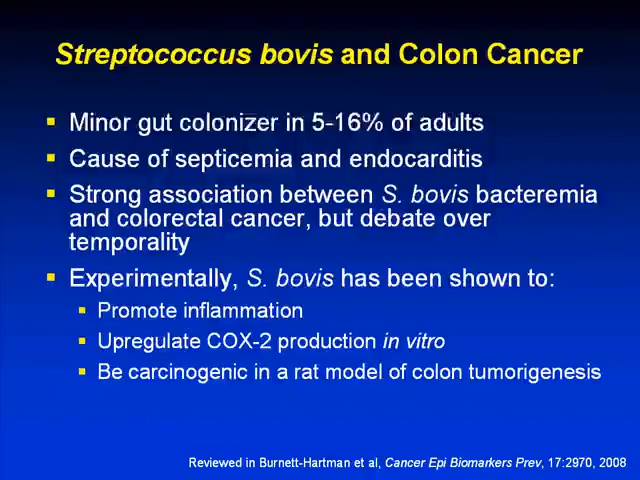 Streptococcus bovis and Colon Cancer
Minor gut colonizer in 5-16% of adults
Cause of septicemia and endocarditis
Strong association between S. bovis bacteremia
and colorectal cancer, but debate over
temporality
Experimentally, S. bovis has been shown to:
Promote inflammation
Upregulate COX-2 production in vitro
Be carcinogenic in a rat model of colon tumorigenesis
Reviewed in Burnett-Hartman et al, Cancer Epi Biomarkers Prev, 17:2970, 2008